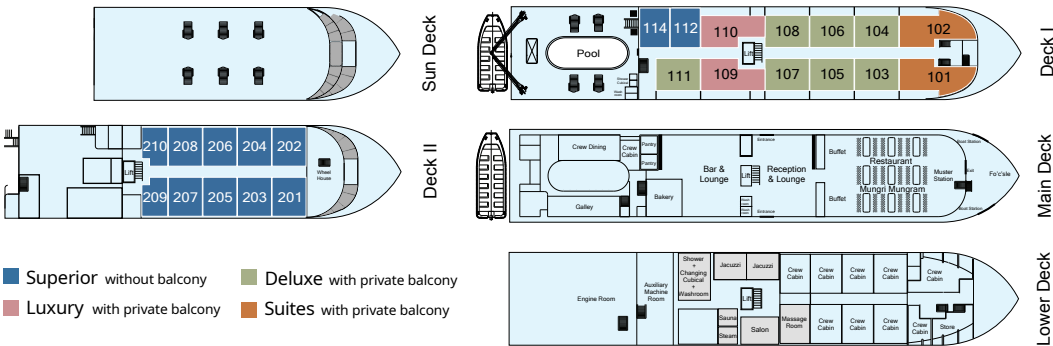 Sun Deck
114
112
110
108
106
104
102
Pool
Lift
111
109
107
105
103
101
Deck I
210
208
206
204
202
Lift
Wheel
House
209
207
205
203
201
Deck II
Crew Dining
Crew
Cabin
Pantry
Pantry
Galley
Bakery
Bar &
Lounge
Lift
Entrance
Reception
& Lounge
Entrance
Buffet
Buffet
Restaurant
Mungri Mungram
Muster
Station
Boat Station
Exit
Boat Station
Fo'c'sle
Main Deck
Superior without balcony
Deluxe with private balcony
Luxury with private balcony
Suites with private balcony
Engine Room
Auxiliary
Machine
Room
Shower
+
Changing
Cubical
+
Washroom
Jacuzzi
Jacuzzi
Lift
Sauna
Steam
Salon
Massage
Room
Crew
Cabin
Crew
Cabin
Crew
Cabin
Crew
Cabin
Crew
Cabin
Crew
Cabin
Crew
Cabin
Crew
Cabin
Crew
Cabin
Store
Lower Deck